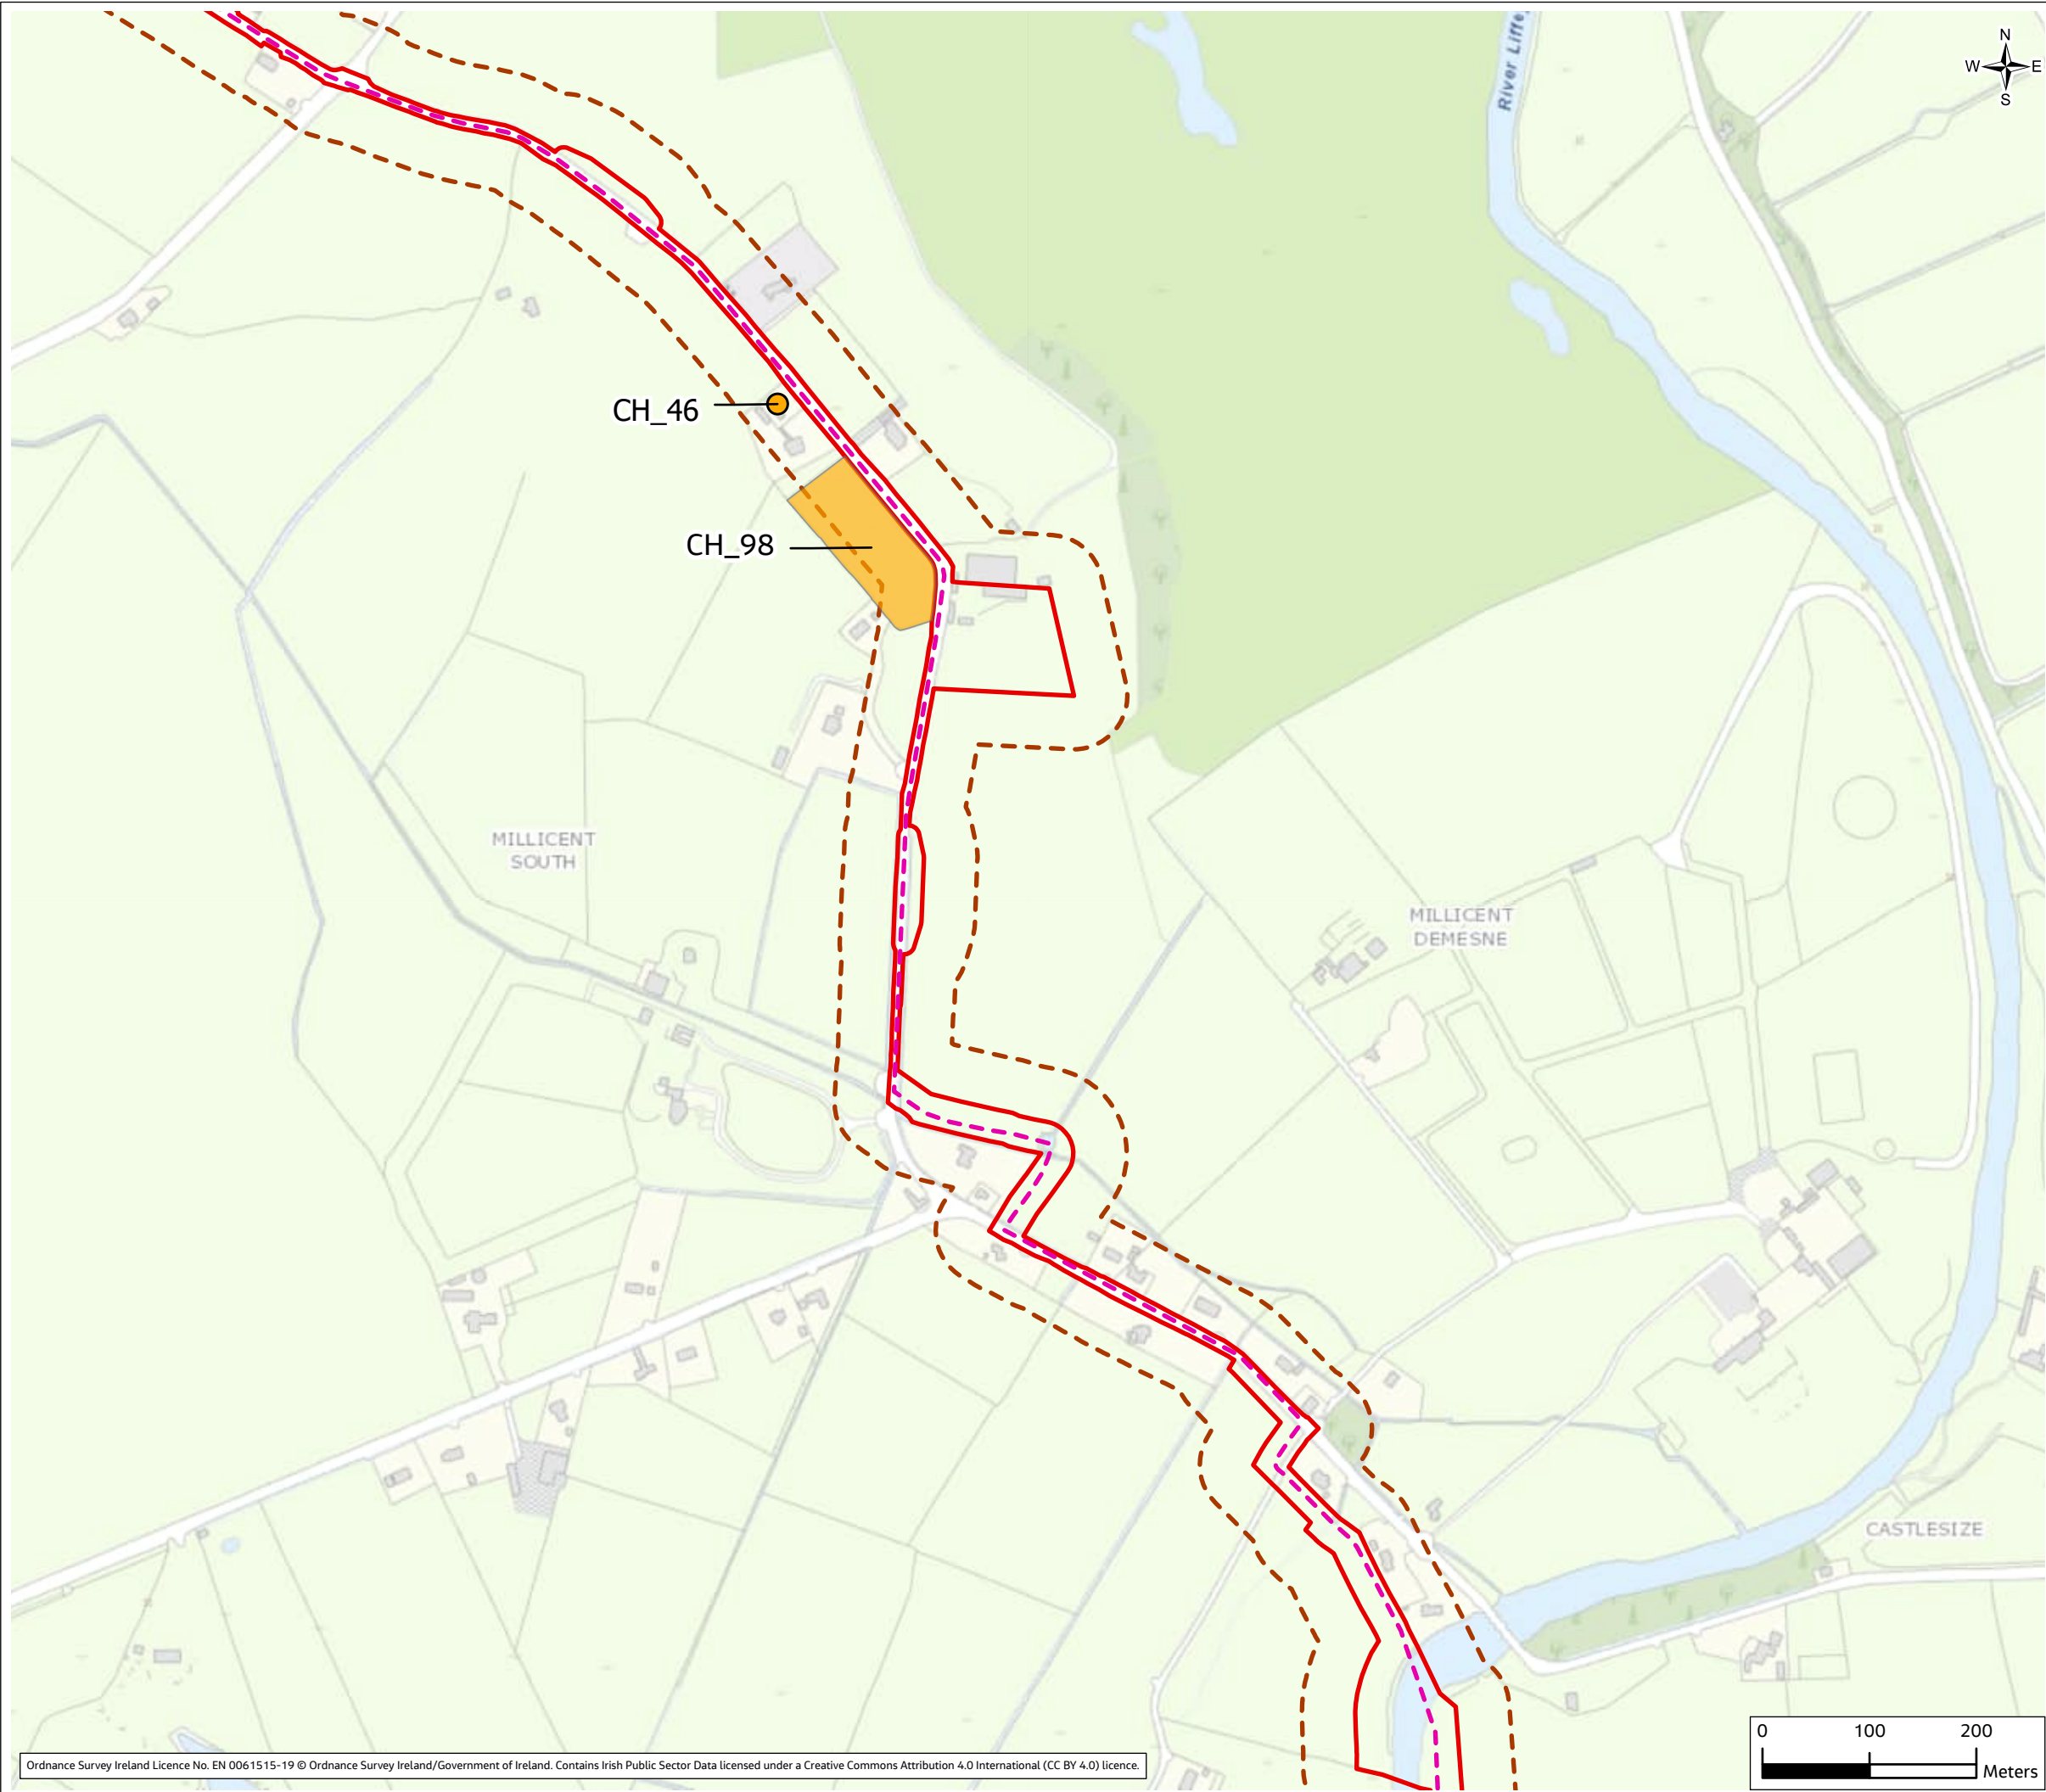 River Liffey
N
W E
S
CH_46
CH_98
MILLICENT
SOUTH
MILLICENT
DEMESNE
CASTLESIZE
0 100 200
Meters
Ordnance Survey Ireland Licence No. EN 0061515-19 © Ordnance Survey Ireland/Government of Ireland. Contains Irish Public Sector Data licensed under a Creative Commons Attribution 4.0 International (CC BY 4.0) licence.